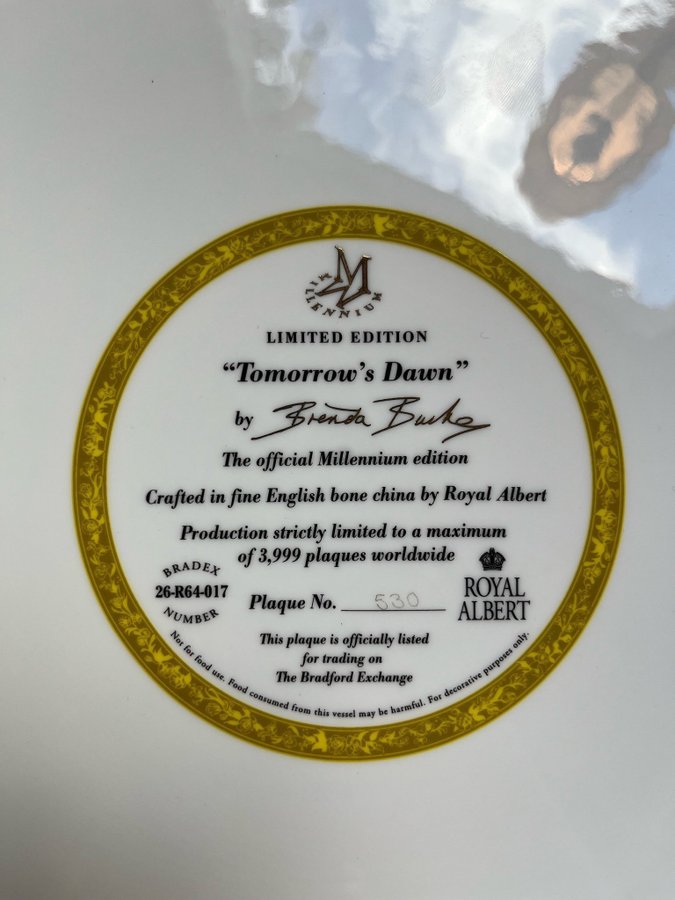 MILLENNIUM
LIMITED EDITION
“Tomorrow’s Dawn”
by Brenda Burke
The official Millennium edition
Crafted in fine English bone china by Royal Albert
Production strictly limited to a maximum
of 3,999 plaques worldwide
BRADEX
26-R64-017
NUMBER
Plaque No. 530
ROYAL
ALBERT
This plaque is officially listed
for trading on
The Bradford Exchange
Not for food use. Food consumed from this vessel may be harmful. For decorative purposes only.